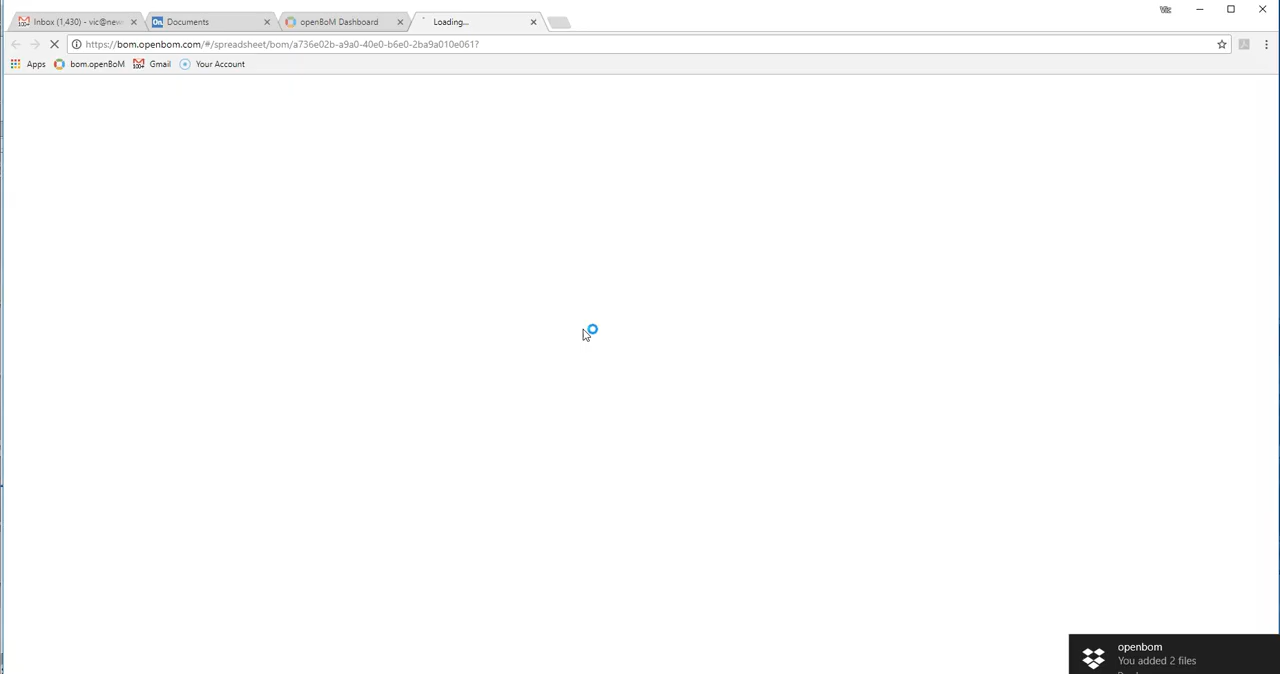 Inbox (1,430) - vic@new
Documents
openBoM Dashboard
Loading...
Vic
https://bom.openbom.com/#/spreadsheet/bom/a736e02b-a9a0-40e0-b6e0-2ba9a010e061?
Apps
bom.openBoM
Gmail
Your Account
openbom
You added 2 files